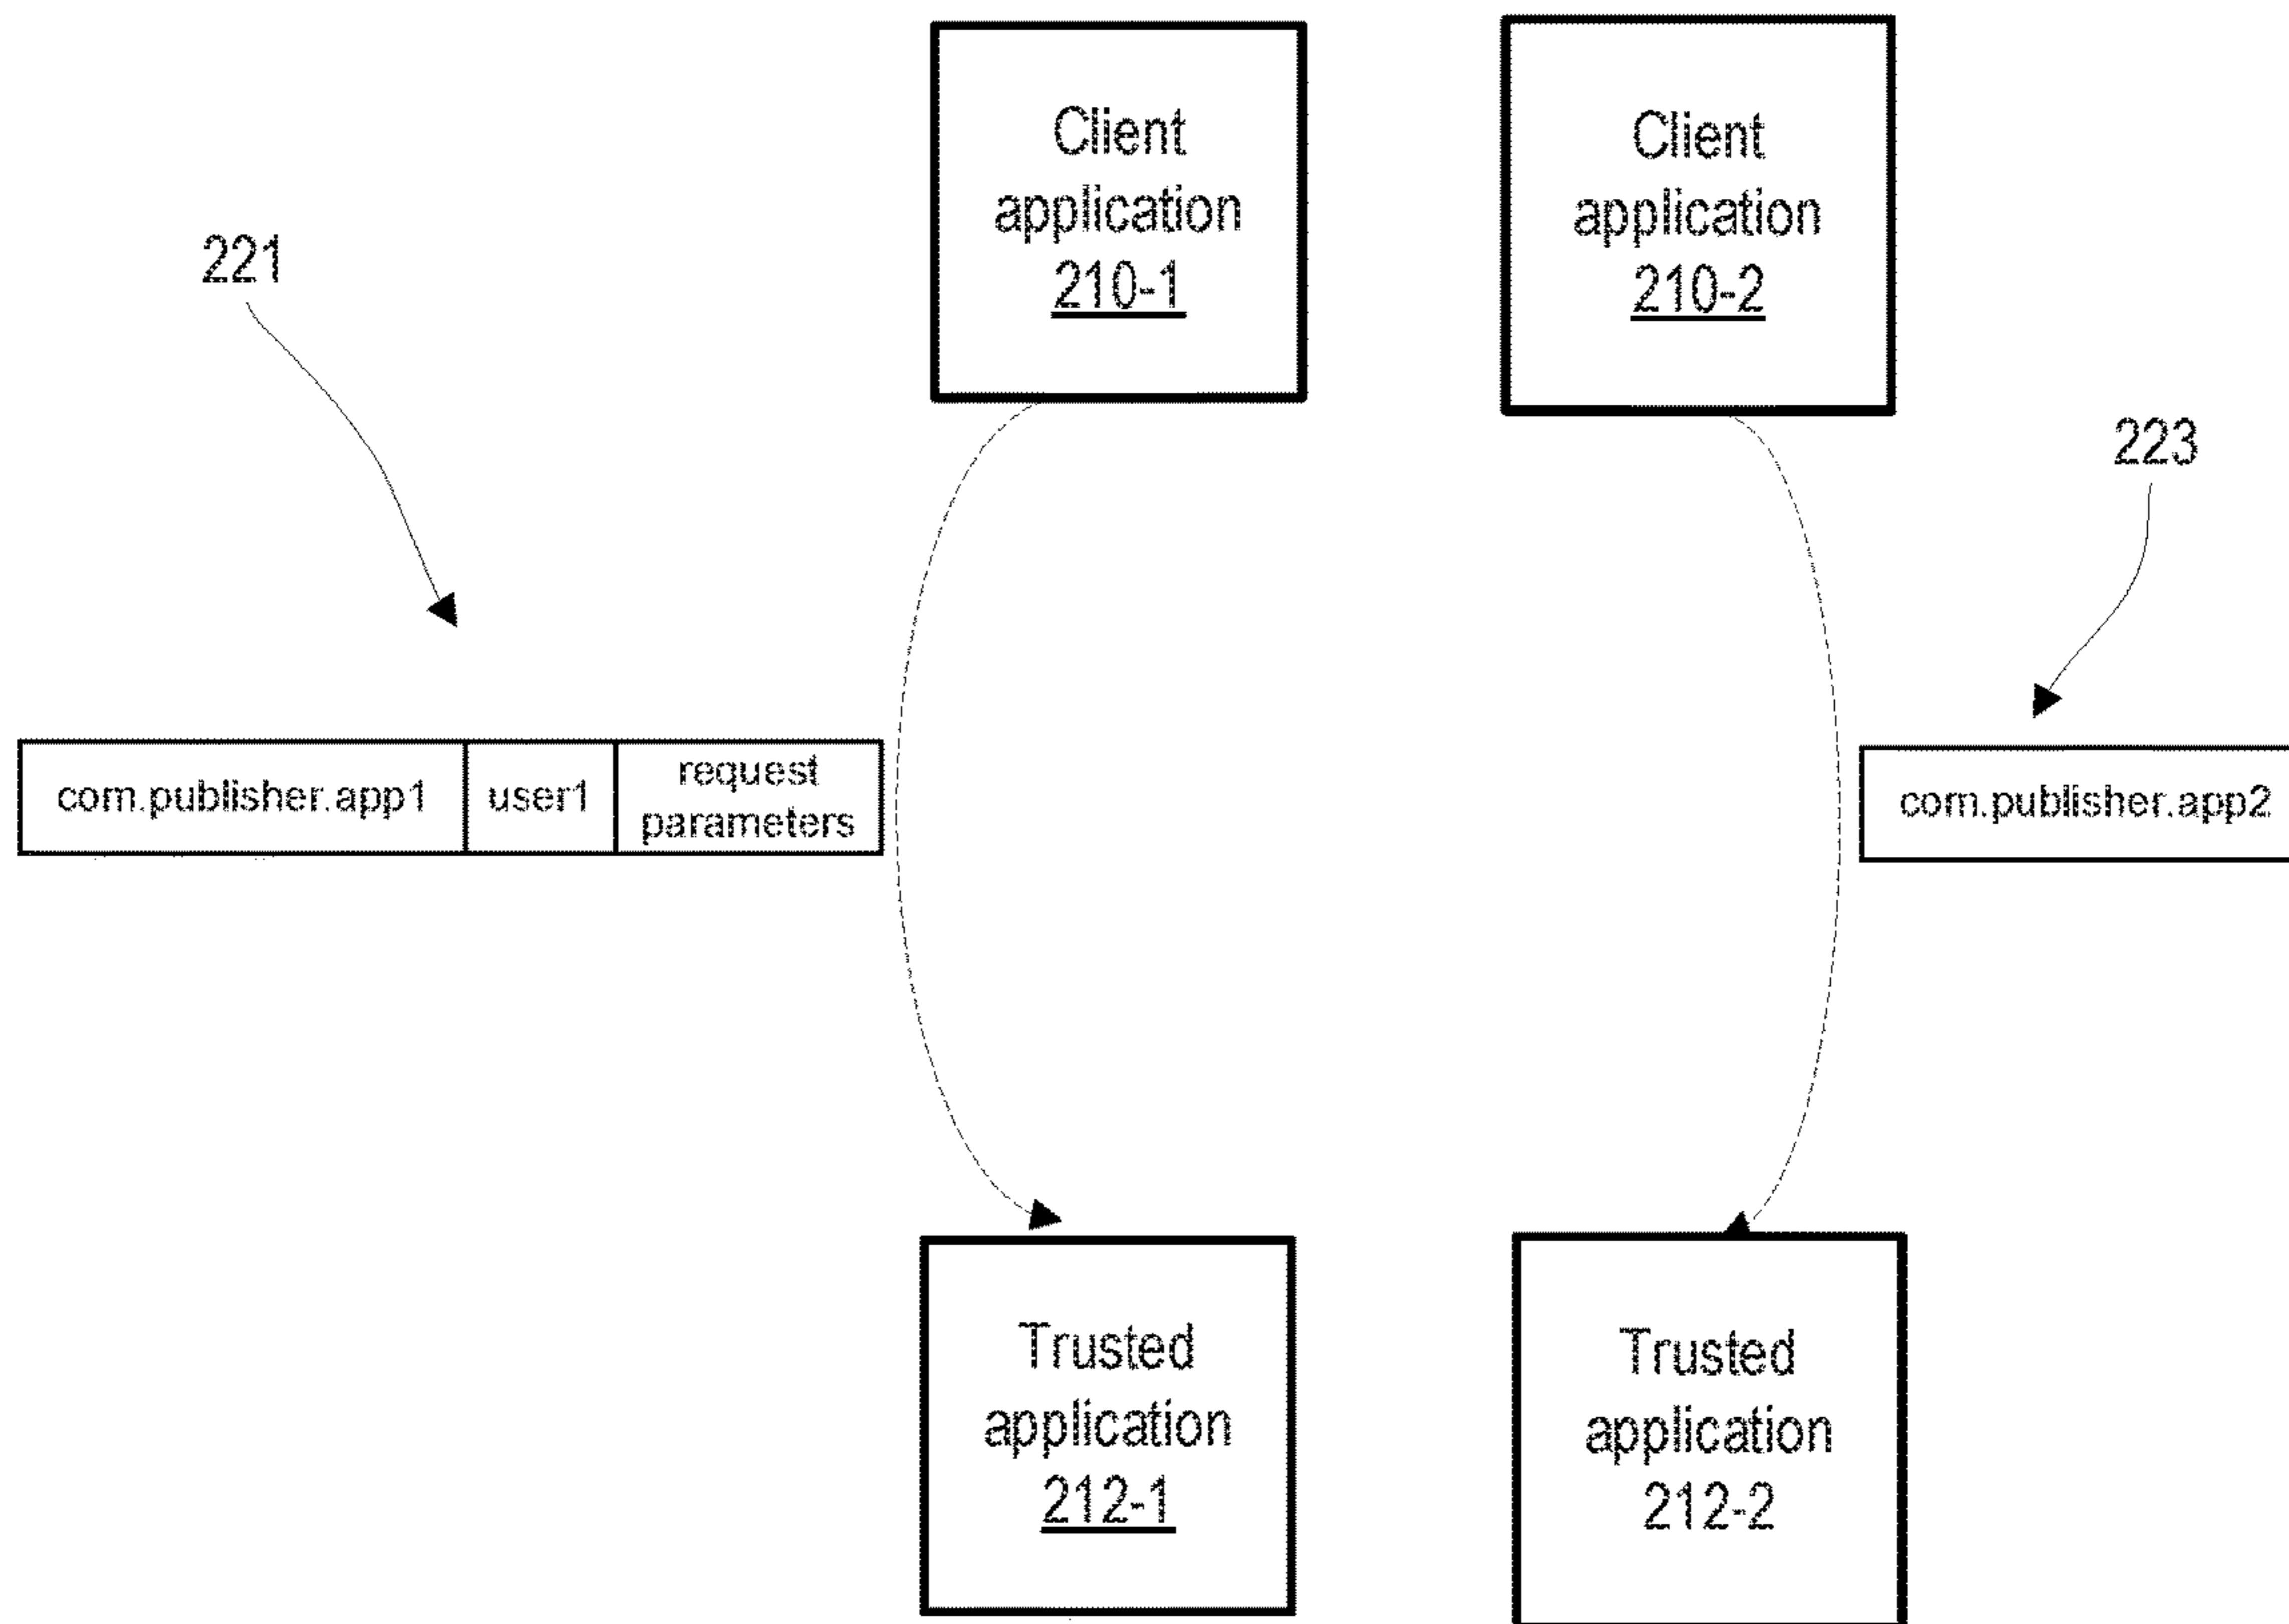 Client
application
210-1
Client
application
210-2
221
223
com.publisher.app1
user1
request
parameters
com.publisher.app2
Trusted
application
212-1
Trusted
application
212-2